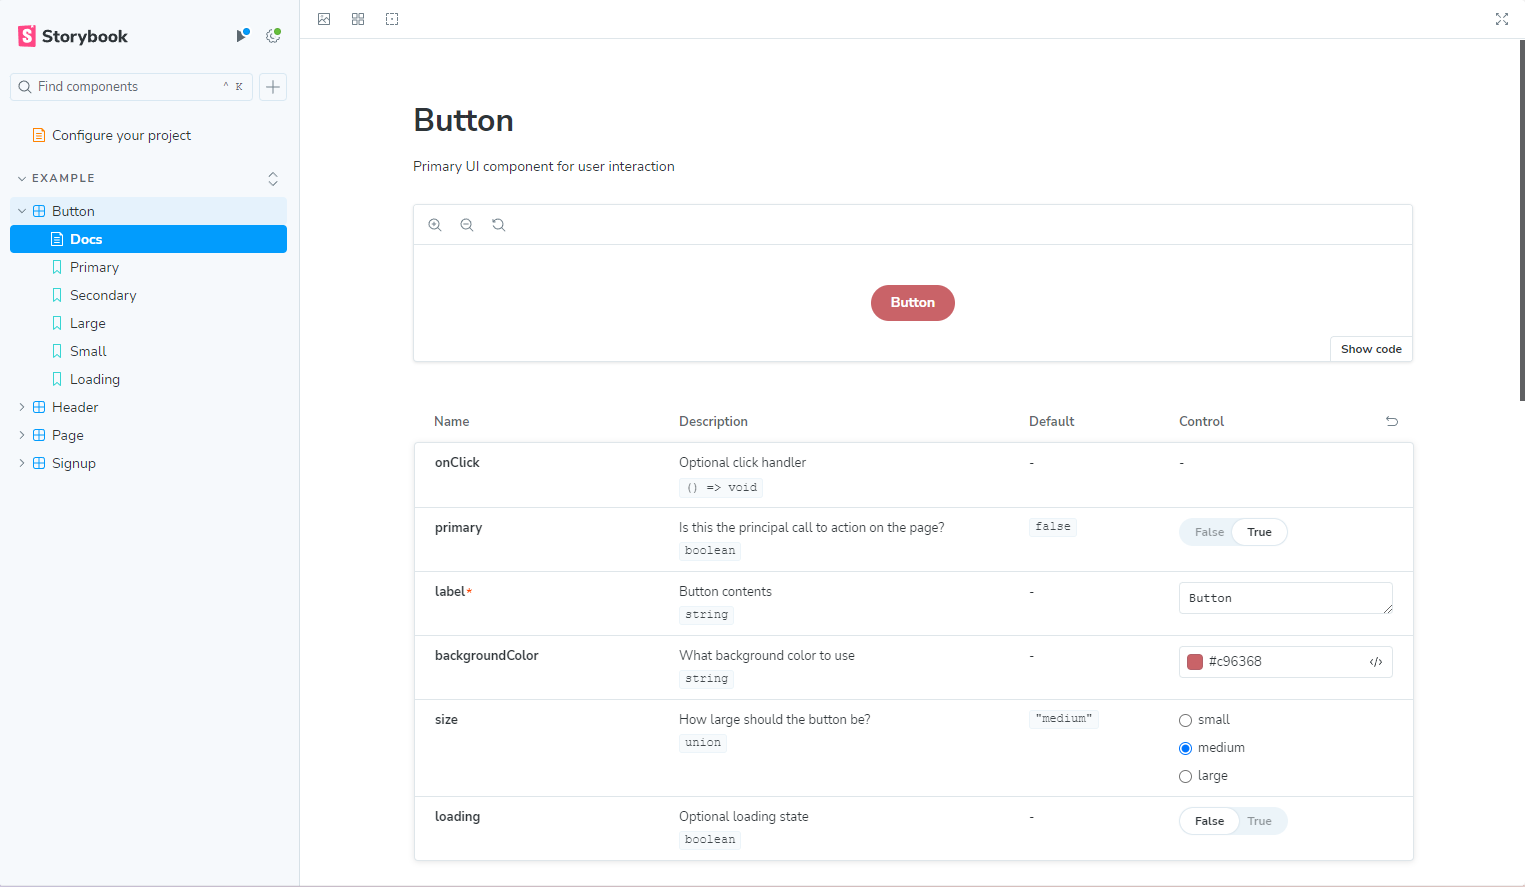 Storybook
Find components
^ K
Configure your project
EXAMPLE
Button
Docs
Primary
Secondary
Large
Small
Loading
Header
Page
Signup
Button
Primary UI component for user interaction
Button
Show code
Name Description Default Control
onClick Optional click handler - -
() => void
primary Is this the principal call to action on the page? false False True
boolean
label* Button contents - Button
string
backgroundColor What background color to use - #c96368
string
size How large should the button be? "medium" small
union
medium
large
loading Optional loading state - False True
boolean